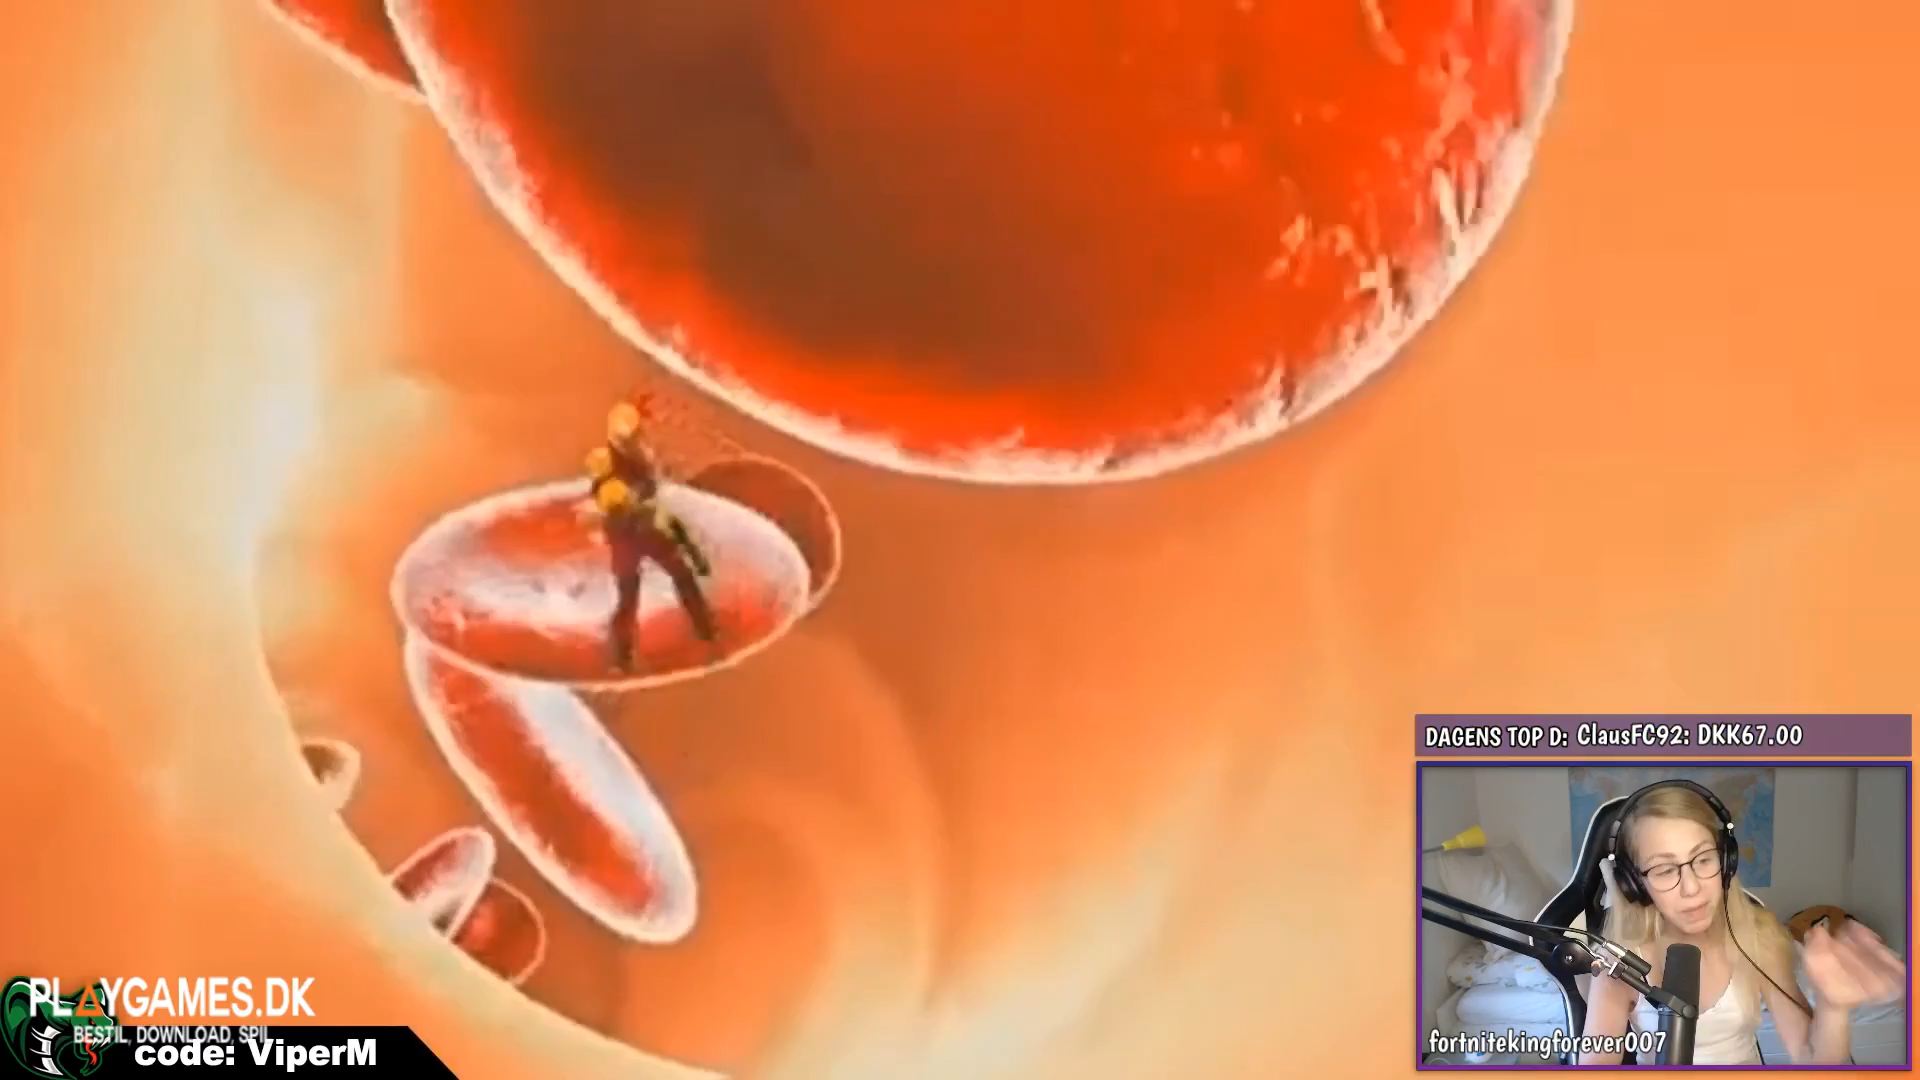 DAGENS TOP D: ClausFC92: DKK67.00
PLAYGAMES.DK
BESTIL, DOWNLOAD, SPIL
code: ViperM
fortnitekingforever007